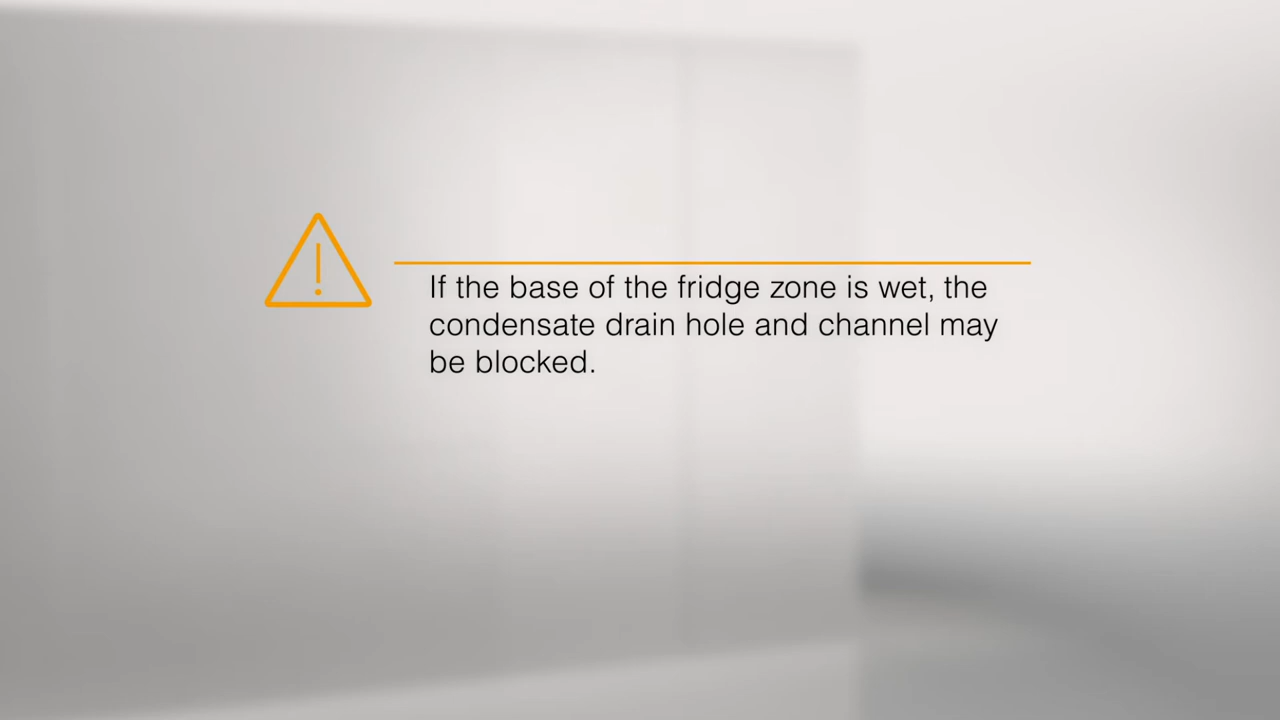 If the base of the fridge zone is wet, the
condensate drain hole and channel may
be blocked.